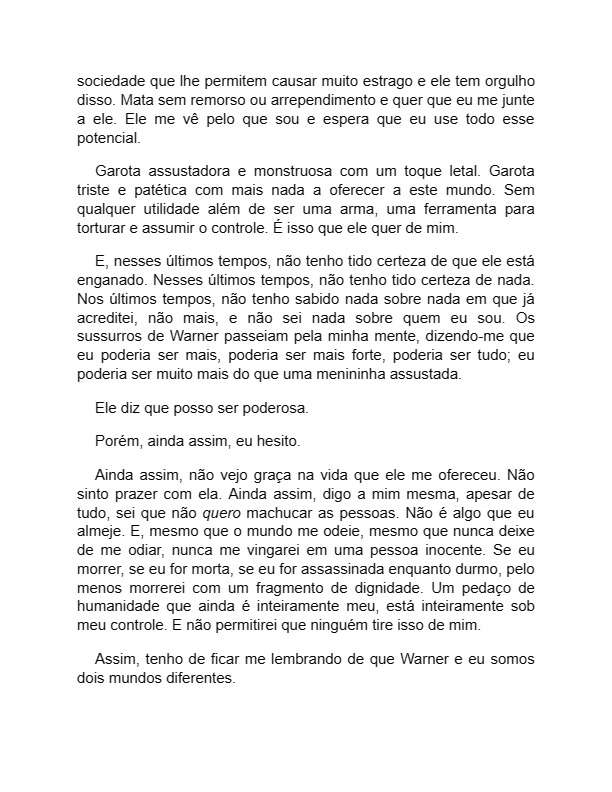 sociedade que lhe permitem causar muito estrago e ele tem orgulho
disso. Mata sem remorso ou arrependimento e quer que eu me junte
a ele. Ele me vê pelo que sou e espera que eu use todo esse
potencial.
Garota assustadora e monstruosa com um toque letal. Garota
triste e patética com mais nada a oferecer a este mundo. Sem
qualquer utilidade além de ser uma arma, uma ferramenta para
torturar e assumir o controle. É isso que ele quer de mim.
E, nesses últimos tempos, não tenho tido certeza de que ele está
enganado. Nesses últimos tempos, não tenho tido certeza de nada.
Nos últimos tempos, não tenho sabido nada sobre nada em que já
acreditei, não mais, e não sei nada sobre quem eu sou. Os
sussurros de Warner passeiam pela minha mente, dizendo-me que
eu poderia ser mais, poderia ser mais forte, poderia ser tudo; eu
poderia ser muito mais do que uma menininha assustada.
Ele diz que posso ser poderosa.
Porém, ainda assim, eu hesito.
Ainda assim, não vejo graça na vida que ele me ofereceu. Não
sinto prazer com ela. Ainda assim, digo a mim mesma, apesar de
tudo, sei que não quero machucar as pessoas. Não é algo que eu
almeje. E, mesmo que o mundo me odeie, mesmo que nunca deixe
de me odiar, nunca me vingarei em uma pessoa inocente. Se eu
morrer, se eu for morta, se eu for assassinada enquanto durmo, pelo
menos morrerei com um fragmento de dignidade. Um pedaço de
humanidade que ainda é inteiramente meu, está inteiramente sob
meu controle. E não permitirei que ninguém tire isso de mim.
Assim, tenho de ficar me lembrando de que Warner e eu somos
dois mundos diferentes.